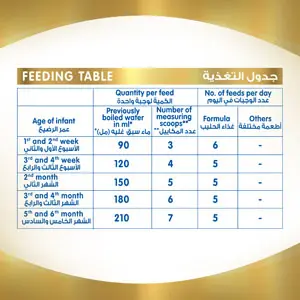 FEEDING TABLE
جدول التغذية
Quantity per feed
الكمية لوجبة واحدة
No. of feeds per day
عدد الوجبات في اليوم
Age of infant
عمر الرضيع
Previously
boiled water
in ml*
ماء سبق غليه (مل)*
Number of
measuring
scoops**
عدد المكاييل**
Formula
غذاء الحليب
Others
أطعمة مختلفة
1st and 2nd week
الأسبوع الأول والثاني
90 3 6 -
3rd and 4th week
الأسبوع الثالث والرابع
120 4 5 -
2nd month
الشهر الثاني
150 5 5 -
3rd and 4th month
الشهر الثالث والرابع
180 6 5 -
5th and 6th month
الشهر الخامس والسادس
210 7 5 -